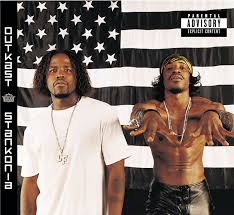 PARENTAL
ADVISORY
EXPLICIT CONTENT
OUTKAST
STANKONIA